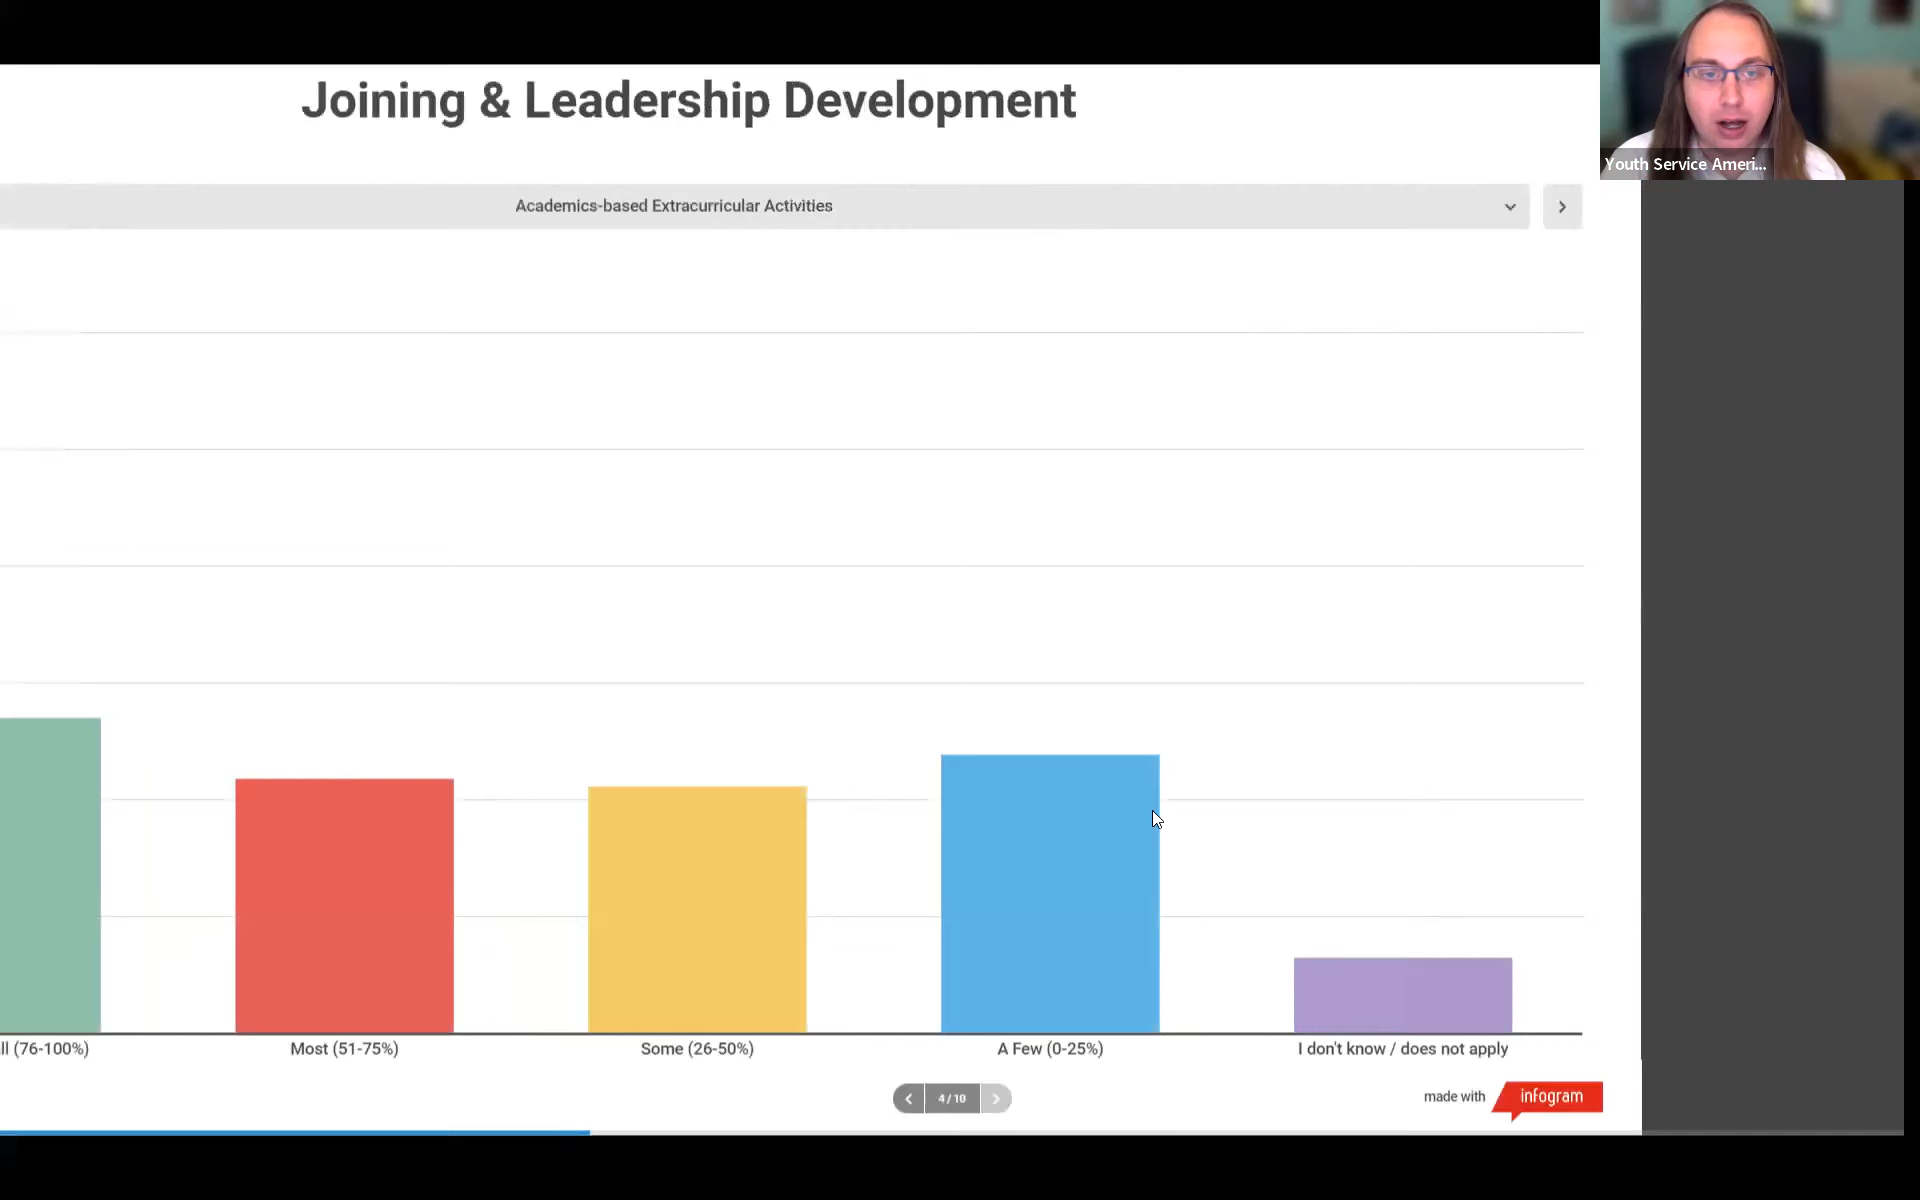 Joining & Leadership Development
Youth Service Ameri...
Academics-based Extracurricular Activities
ll (76-100%)
Most (51-75%)
Some (26-50%)
A Few (0-25%)
I don't know / does not apply
4 / 10
made with
infogram